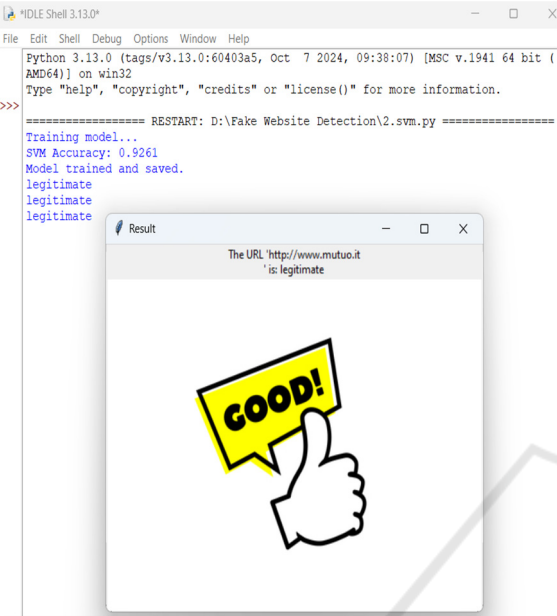 *IDLE Shell 3.13.0*
File Edit Shell Debug Options Window Help
Python 3.13.0 (tags/v3.13.0:60403a5, Oct  7 2024, 09:38:07) [MSC v.1941 64 bit (
AMD64)] on win32
Type "help", "copyright", "credits" or "license()" for more information.
>>>
================== RESTART: D:\Fake Website Detection\2.svm.py =================
Training model...
SVM Accuracy: 0.9261
Model trained and saved.
legitimate
legitimate
legitimate
Result
The URL 'http://www.mutuo.it
' is: legitimate
GOOD!